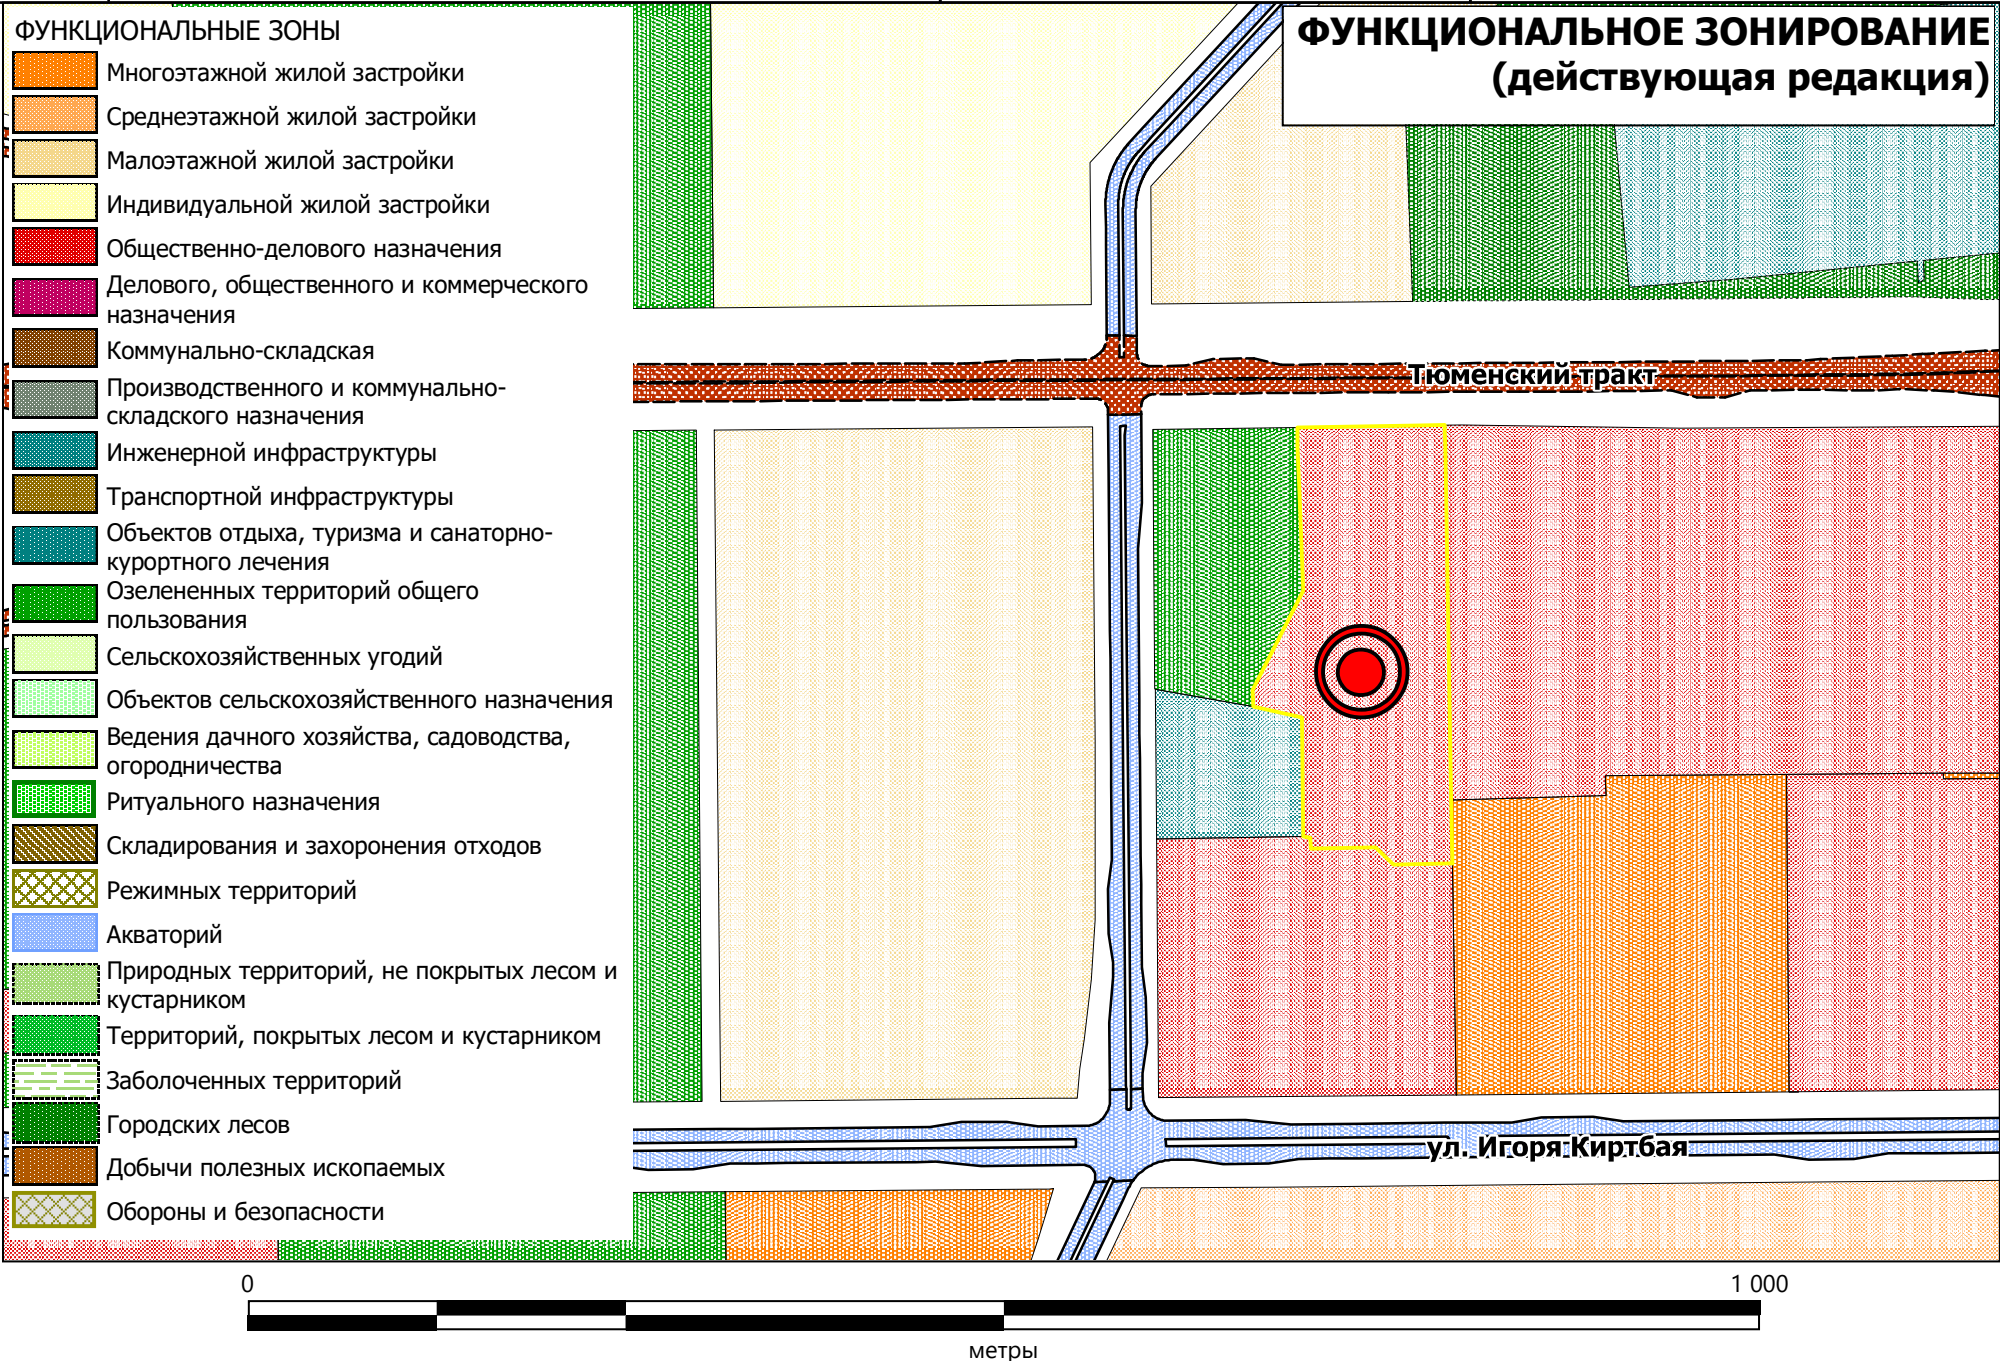 ФУНКЦИОНАЛЬНЫЕ ЗОНЫ
Многоэтажной жилой застройки
Среднеэтажной жилой застройки
Малоэтажной жилой застройки
Индивидуальной жилой застройки
Общественно-делового назначения
Делового, общественного и коммерческого
назначения
Коммунально-складская
Производственного и коммунально-
складского назначения
Инженерной инфраструктуры
Транспортной инфраструктуры
Объектов отдыха, туризма и санаторно-
курортного лечения
Озелененных территорий общего
пользования
Сельскохозяйственных угодий
Объектов сельскохозяйственного назначения
Ведения дачного хозяйства, садоводства,
огородничества
Ритуального назначения
Складирования и захоронения отходов
Режимных территорий
Акваторий
Природных территорий, не покрытых лесом и
кустарником
Территорий, покрытых лесом и кустарником
Заболоченных территорий
Городских лесов
Добычи полезных ископаемых
Обороны и безопасности
ФУНКЦИОНАЛЬНОЕ ЗОНИРОВАНИЕ
(действующая редакция)
Тюменский тракт
ул. Игоря Киртбая
0
1 000
метры